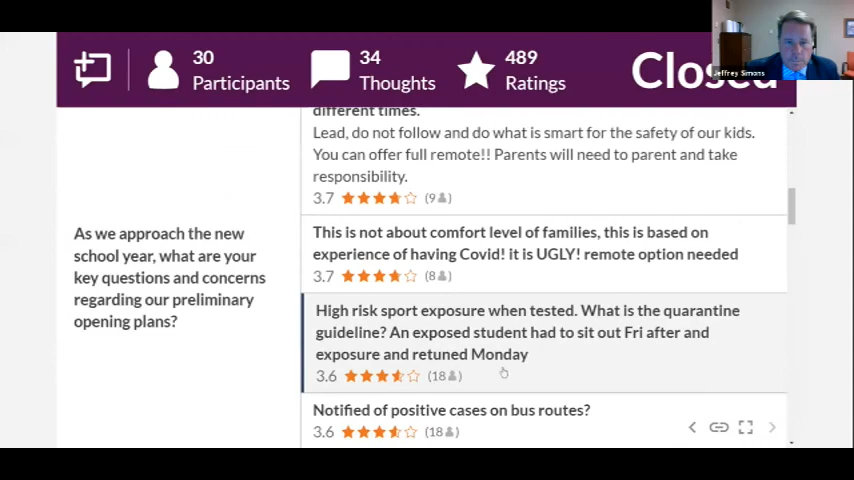 30
Participants
34
Thoughts
489
Ratings
Closed
Jeffrey Simons
As we approach the new
school year, what are your
key questions and concerns
regarding our preliminary
opening plans?
different times.
Lead, do not follow and do what is smart for the safety of our kids.
You can offer full remote!! Parents will need to parent and take
responsibility.
3.7 (9)
This is not about comfort level of families, this is based on
experience of having Covid! it is UGLY! remote option needed
3.7 (8)
High risk sport exposure when tested. What is the quarantine
guideline? An exposed student had to sit out Fri after and
exposure and retuned Monday
3.6 (18)
Notified of positive cases on bus routes?
3.6 (18)